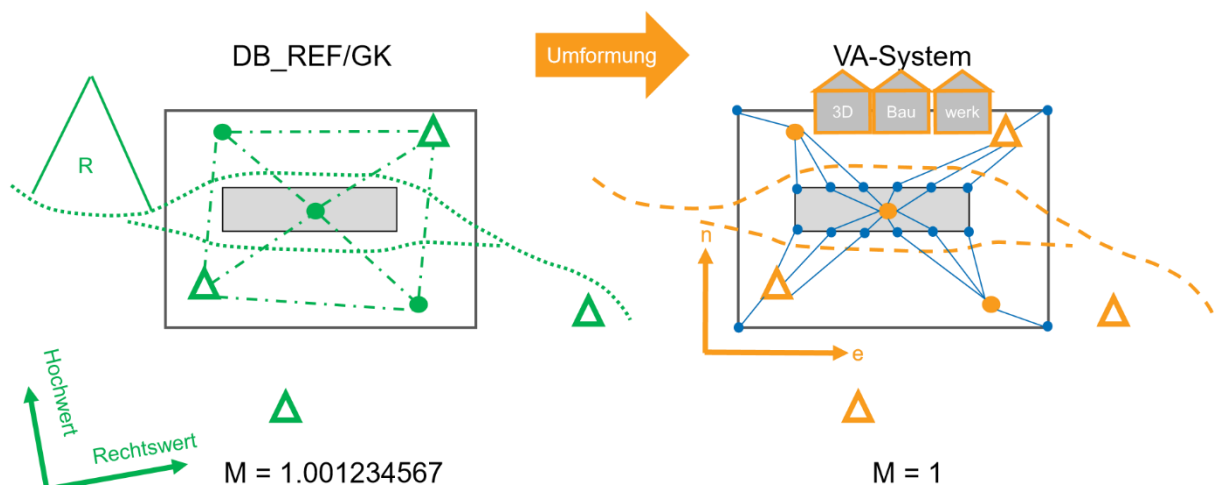 DB_REF/GK
Umformung
VA-System
3D
Bau
werk
R
n
e
Hochwert
Rechtswert
M = 1.001234567
M = 1